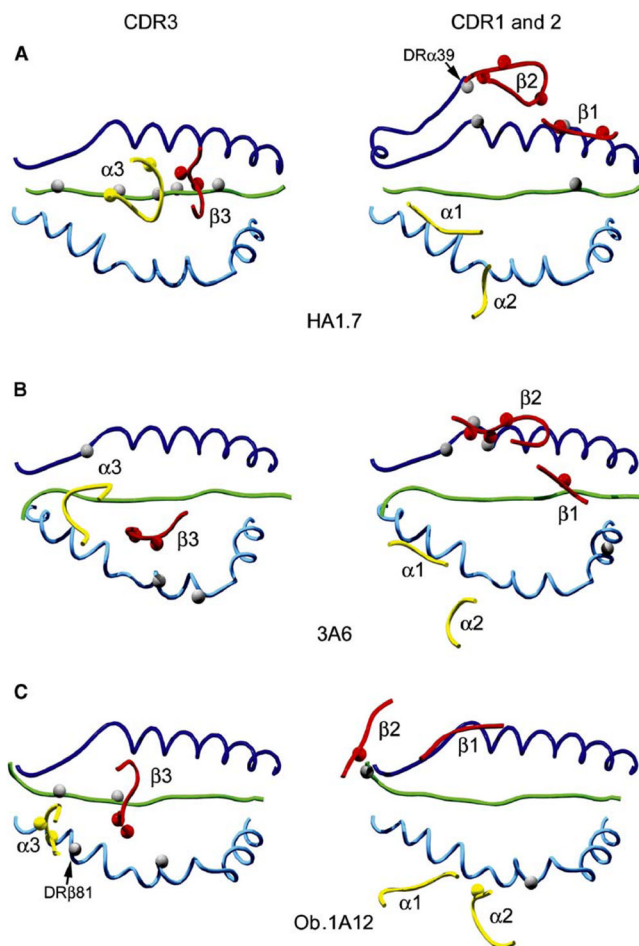 CDR3 CDR1 and 2
A
DRα39
β2
β1
α3
β3
α1
α2
HA1.7
B
β2
α3
β3
β1
α1
α2
3A6
C
β2
β1
β3
α3
DRβ81
α1
α2
Ob.1A12